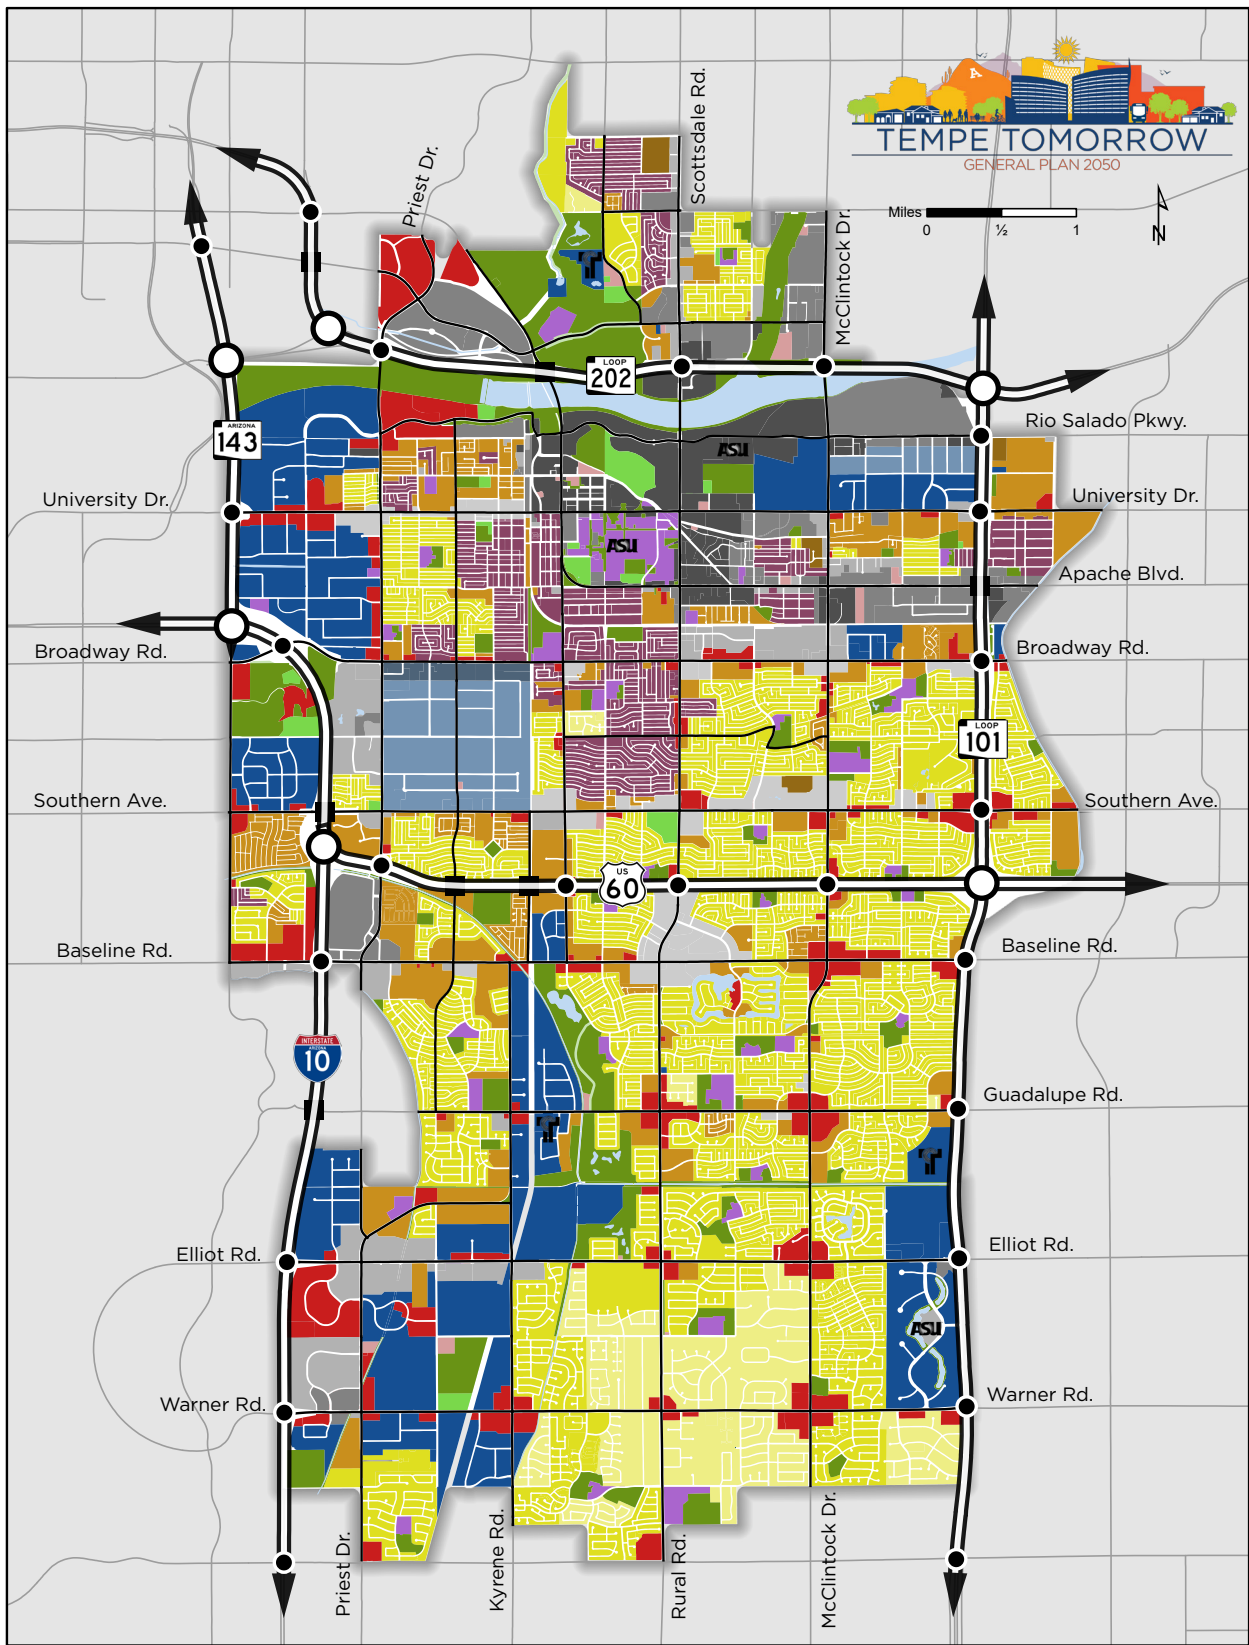 A
TEMPE TOMORROW
GENERAL PLAN 2050
Scottsdale Rd.
Priest Dr.
McClintock Dr.
Miles
0 ½ 1
N
LOOP
202
ARIZONA
143
Rio Salado Pkwy.
ASU
University Dr.
University Dr.
ASU
Apache Blvd.
Broadway Rd.
Broadway Rd.
LOOP
101
Southern Ave.
Southern Ave.
US
60
Baseline Rd.
Baseline Rd.
INTERSTATE
ARIZONA
10
Guadalupe Rd.
T
T
T
Elliot Rd.
Elliot Rd.
ASU
Warner Rd.
Warner Rd.
Priest Dr.
Kyrene Rd.
Rural Rd.
McClintock Dr.